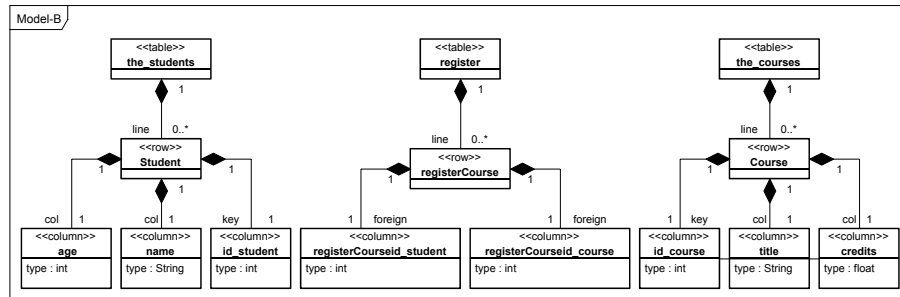 Model-B
<<table>>
the_students
<<table>>
register
<<table>>
the_courses
1
1
1
line 0..*
line 0..*
line 0..*
<<row>>
Student
<<row>>
registerCourse
<<row>>
Course
1
1
1
1
1
1
1
1
col 1
col 1
key 1
1 foreign
1 foreign
1 key
col 1
col 1
<<column>>
age
type : int
<<column>>
name
type : String
<<column>>
id_student
type : int
<<column>>
registerCourseid_student
type : int
<<column>>
registerCourseid_course
type : int
<<column>>
id_course
type : int
<<column>>
title
type : String
<<column>>
credits
type : float